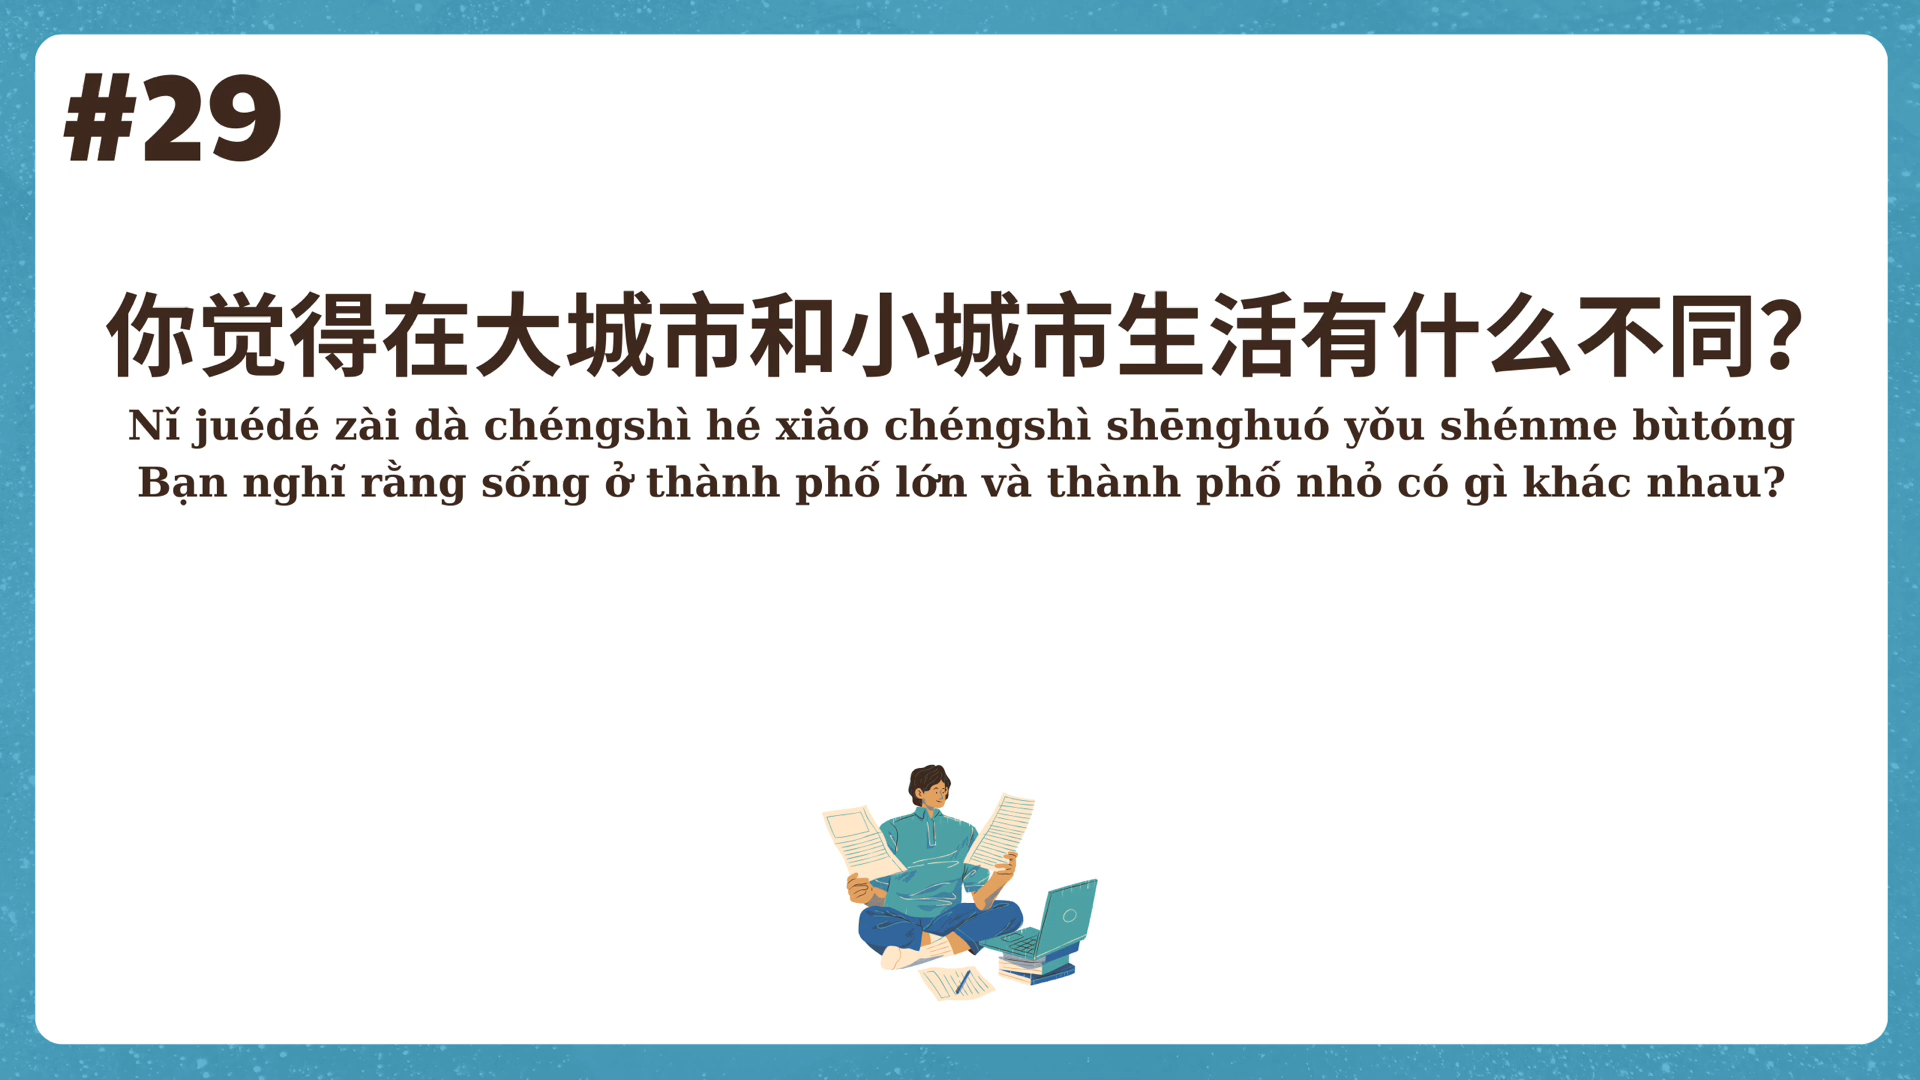 #29
你觉得在大城市和小城市生活有什么不同?
Nǐ juédé zài dà chéngshì hé xiǎo chéngshì shēnghuó yǒu shénme bùtóng
Bạn nghĩ rằng sống ở thành phố lớn và thành phố nhỏ có gì khác nhau?